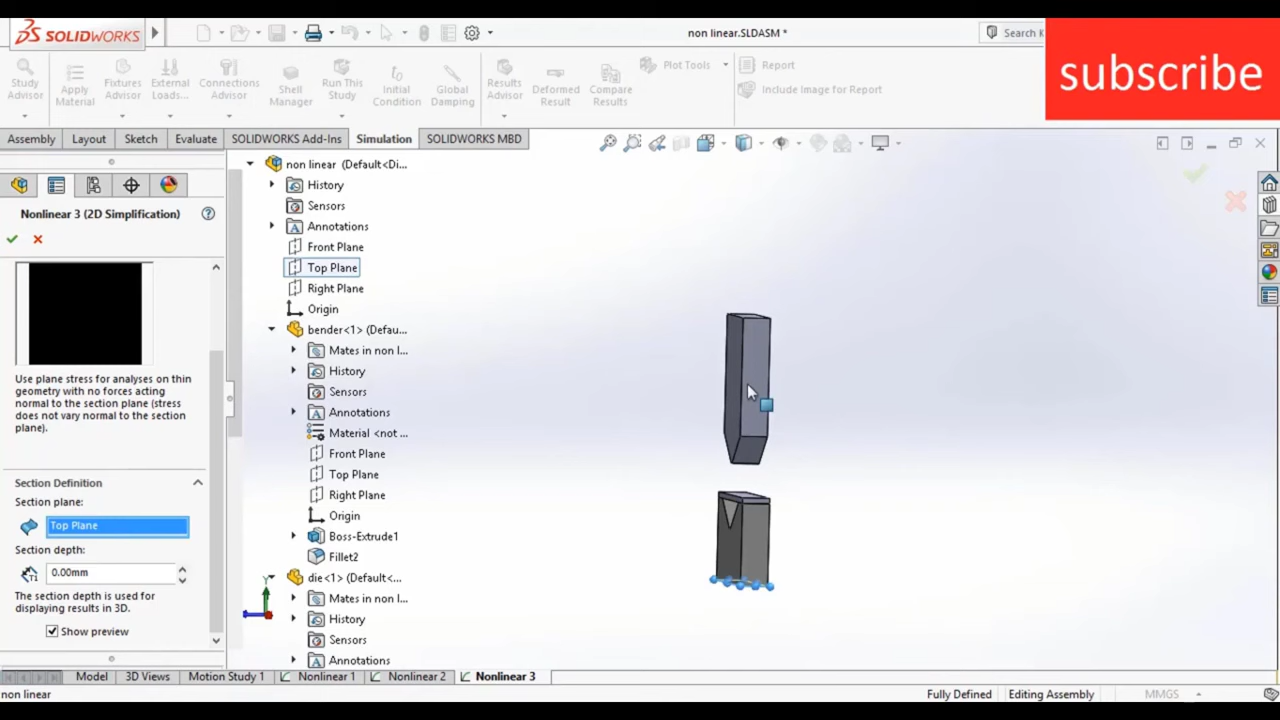 SOLIDWORKS
non linear.SLDASM *
Search K
subscribe
Study Advisor
Apply Material
Fixtures Advisor
External Loads...
Connections Advisor
Shell Manager
Run This Study
Initial Condition
Global Damping
Results Advisor
Deformed Result
Compare Results
Plot Tools
Report
Include Image for Report
Assembly
Layout
Sketch
Evaluate
SOLIDWORKS Add-Ins
Simulation
SOLIDWORKS MBD
Nonlinear 3 (2D Simplification)
Use plane stress for analyses on thin
geometry with no forces acting
normal to the section plane (stress
does not vary normal to the section
plane).
Section Definition
Section plane:
Top Plane
Section depth:
0.00mm
The section depth is used for
displaying results in 3D.
Show preview
non linear (Default<Di...
History
Sensors
Annotations
Front Plane
Top Plane
Right Plane
Origin
bender<1> (Defau...
Mates in non l...
History
Sensors
Annotations
Material <not ...
Front Plane
Top Plane
Right Plane
Origin
Boss-Extrude1
Fillet2
die<1> (Default<...
Mates in non l...
History
Sensors
Annotations
Y
Model
3D Views
Motion Study 1
Nonlinear 1
Nonlinear 2
Nonlinear 3
non linear
Fully Defined
Editing Assembly
MMGS